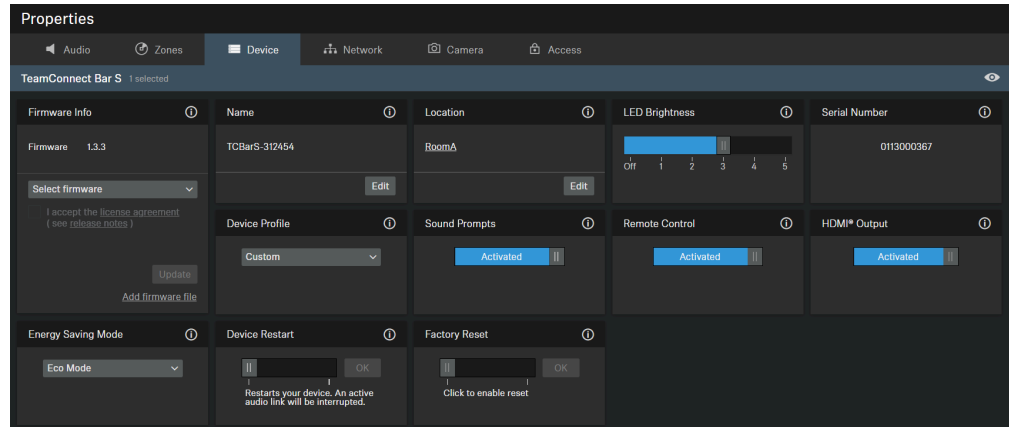 Properties
Audio
Zones
Device
Network
Camera
Access
TeamConnect Bar S 1 selected
Firmware Info
Name
Location
LED Brightness
Serial Number
Firmware 1.3.3
TCBarS-312454
RoomA
Off 1 2 3 4 5
0113000367
Select firmware
Edit
Edit
I accept the license agreement
( see release notes )
Device Profile
Sound Prompts
Remote Control
HDMI® Output
Custom
Activated
Activated
Activated
Update
Add firmware file
Energy Saving Mode
Device Restart
Factory Reset
Eco Mode
OK
OK
Restarts your device. An active
audio link will be interrupted.
Click to enable reset